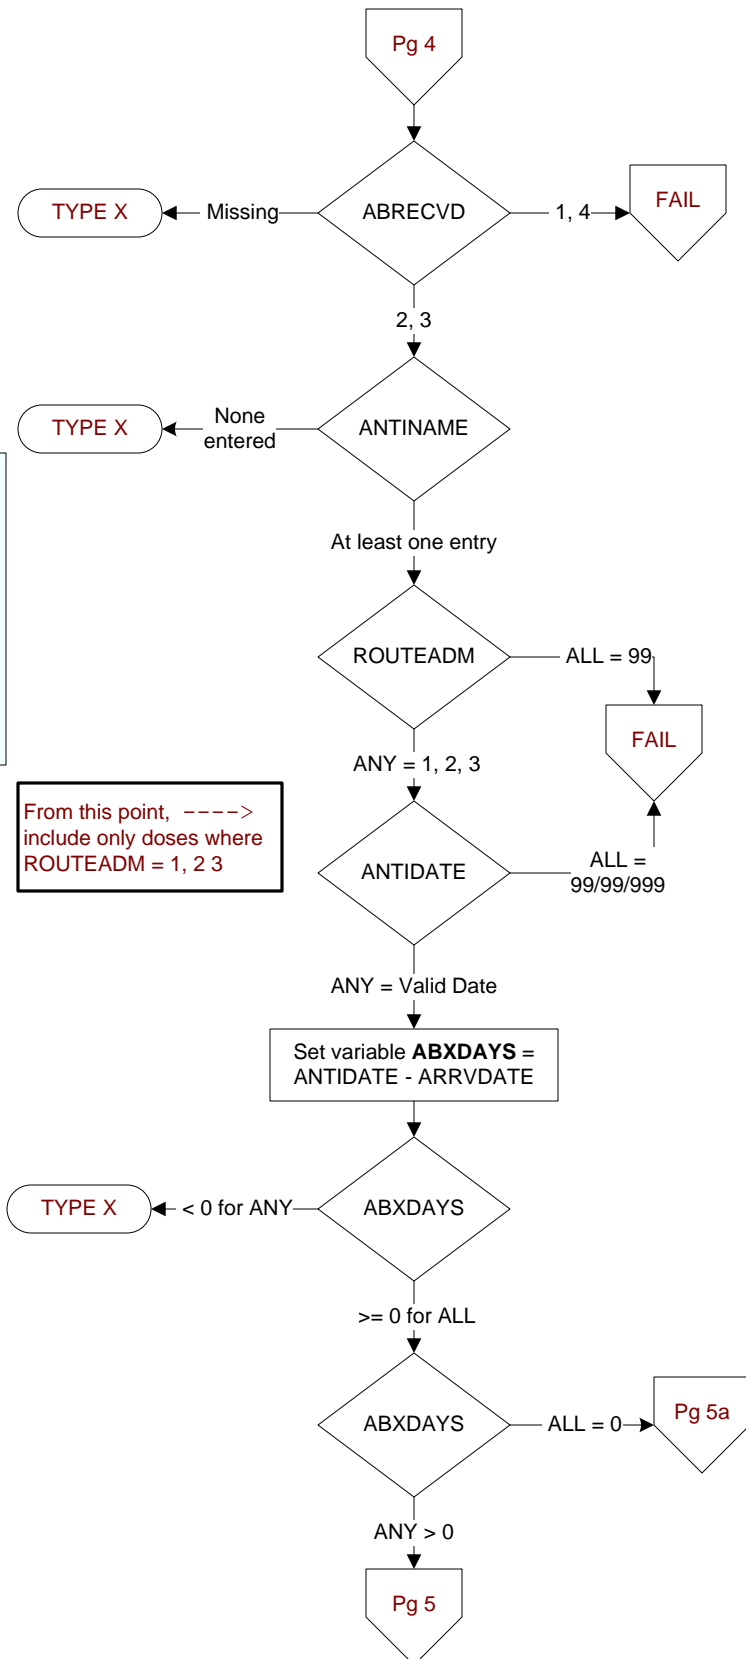 Pg 4
TYPE X
Missing
ABRECVD
1, 4
FAIL
2, 3
TYPE X
None
entered
ANTINAME
At least one entry
ROUTEADM
ALL = 99
FAIL
ANY = 1, 2, 3
From this point, ---->
include only doses where
ROUTEADM = 1, 2 3
ANTIDATE
ALL =
99/99/999
ANY = Valid Date
Set variable ABXDAYS =
ANTIDATE - ARRVDATE
TYPE X
< 0 for ANY
ABXDAYS
>= 0 for ALL
ABXDAYS
ALL = 0
Pg 5a
ANY > 0
Pg 5